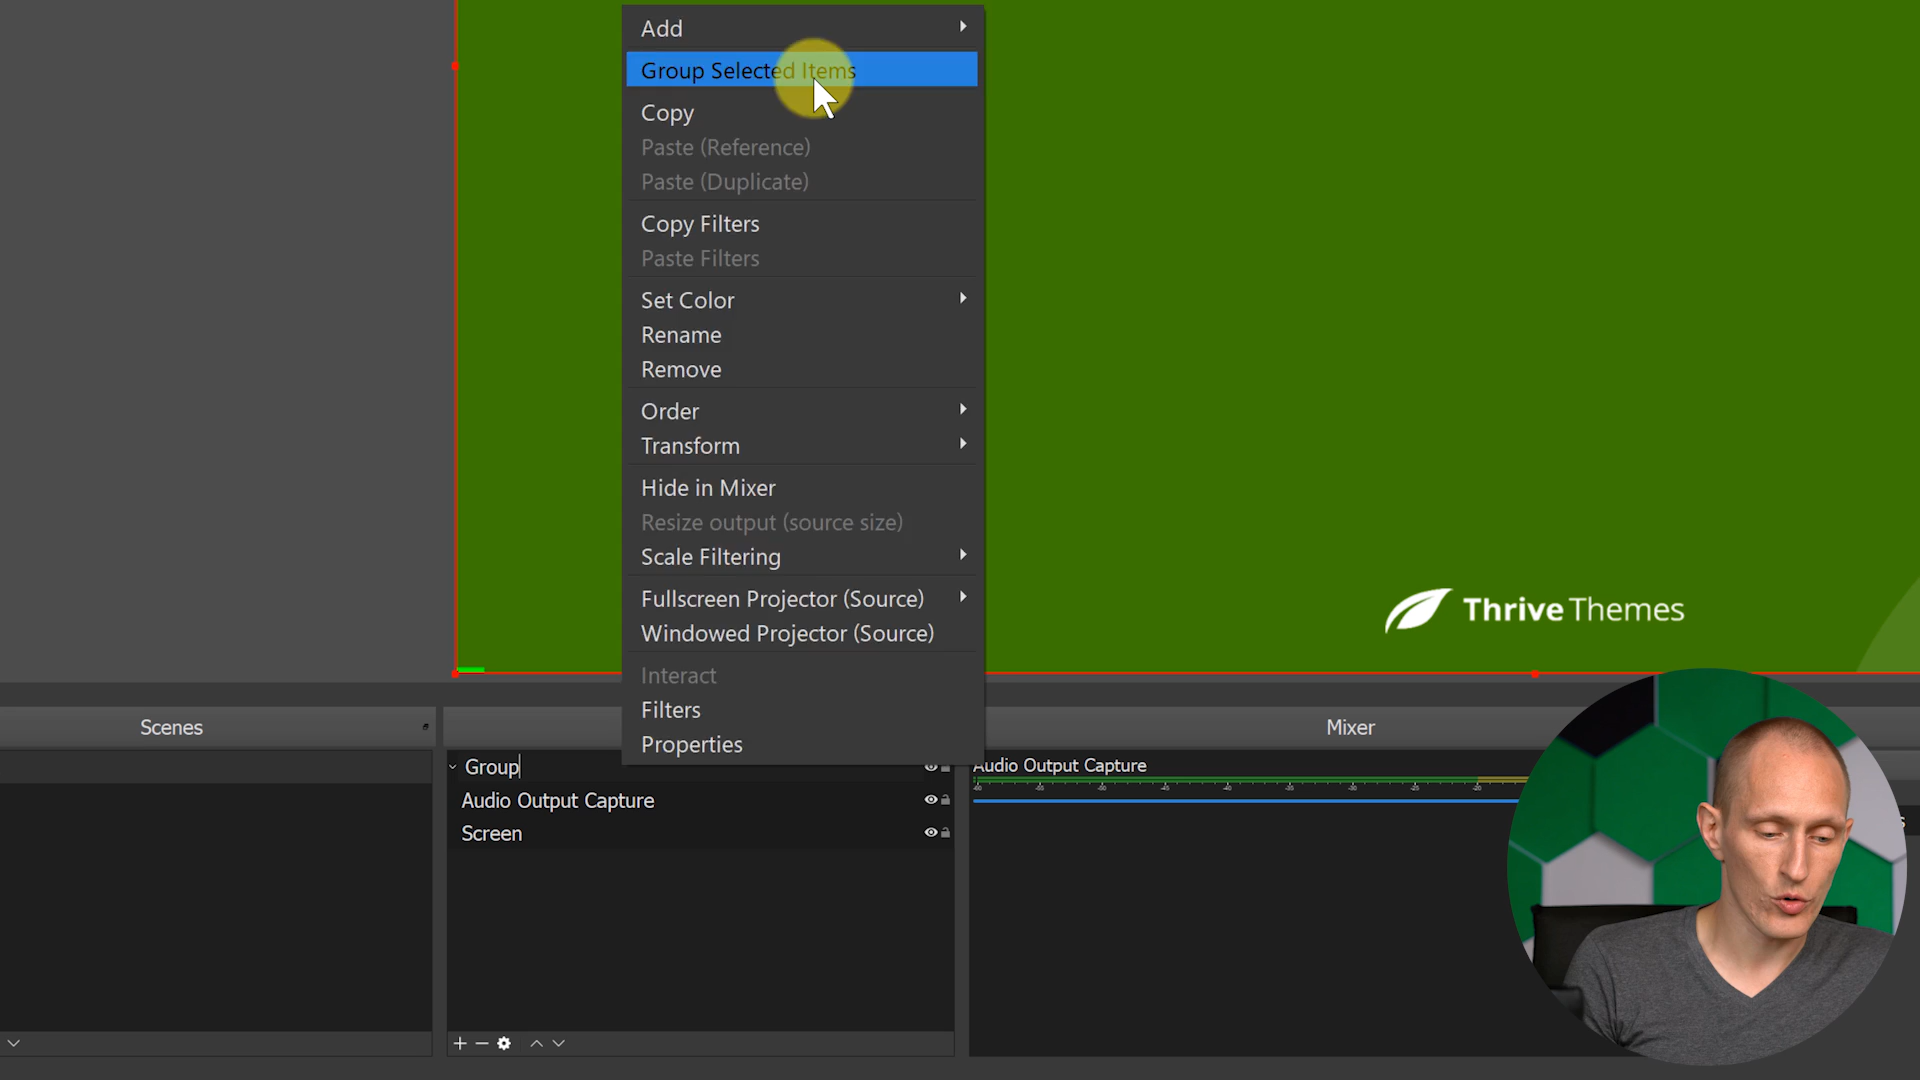 Add
Group Selected Items
Copy
Paste (Reference)
Paste (Duplicate)
Copy Filters
Paste Filters
Set Color
Rename
Remove
Order
Transform
Hide in Mixer
Resize output (source size)
Scale Filtering
Fullscreen Projector (Source)
Windowed Projector (Source)
Interact
Filters
Properties
Thrive Themes
Scenes
Mixer
Group
Audio Output Capture
Screen
Audio Output Capture